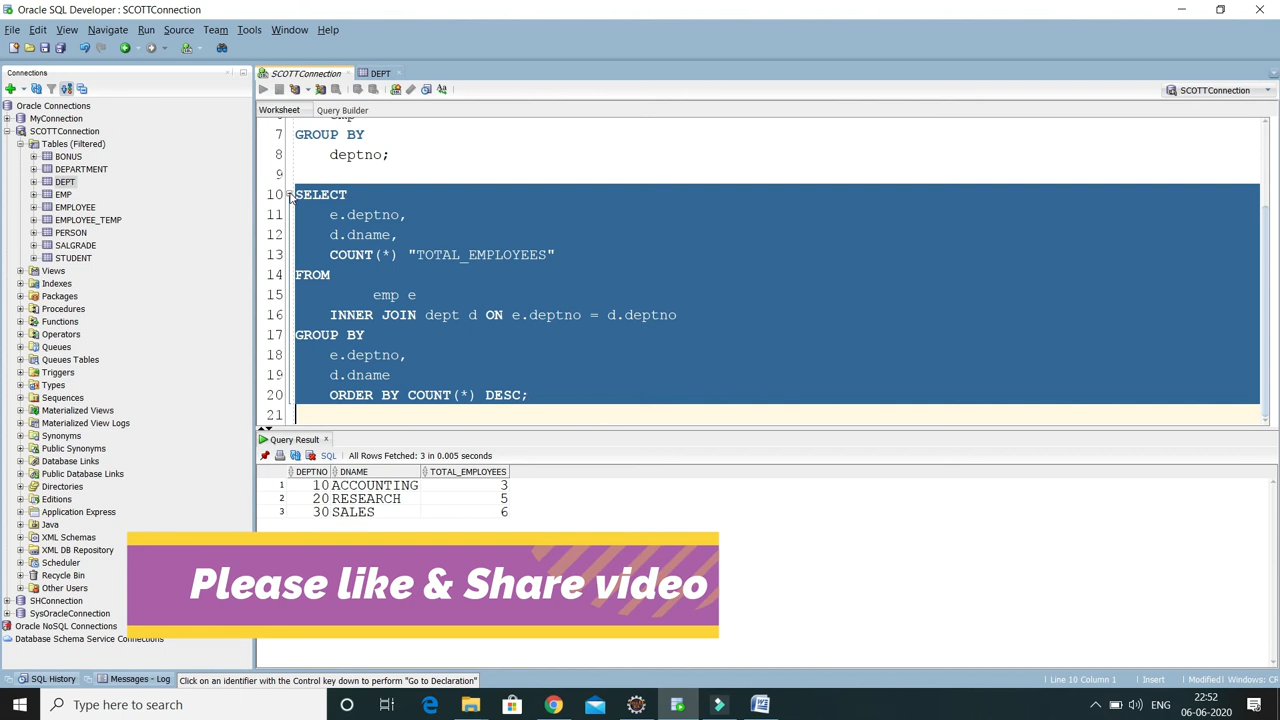 Oracle SQL Developer : SCOTTConnection
File Edit View Navigate Run Source Team Tools Window Help
Connections
SCOTTConnection
DEPT
SCOTTConnection
Oracle Connections
MyConnection
SCOTTConnection
Tables (Filtered)
BONUS
DEPARTMENT
DEPT
EMP
EMPLOYEE
EMPLOYEE_TEMP
PERSON
SALGRADE
STUDENT
Views
Indexes
Packages
Procedures
Functions
Operators
Queues
Queues Tables
Triggers
Types
Sequences
Materialized Views
Materialized View Logs
Synonyms
Public Synonyms
Database Links
Public Database Links
Directories
Editions
Application Express
Java
XML Schemas
XML DB Repository
Scheduler
Recycle Bin
Other Users
SHConnection
SysOracleConnection
Oracle NoSQL Connections
Database Schema Service Connections
Worksheet Query Builder
7 GROUP BY
8 deptno;
9
10 SELECT
11 e.deptno,
12 d.dname,
13 COUNT(*) "TOTAL_EMPLOYEES"
14 FROM
15 emp e
16 INNER JOIN dept d ON e.deptno = d.deptno
17 GROUP BY
18 e.deptno,
19 d.dname
20 ORDER BY COUNT(*) DESC;
21
Query Result
SQL | All Rows Fetched: 3 in 0.005 seconds
DEPTNO DNAME TOTAL_EMPLOYEES
1 10 ACCOUNTING 3
2 20 RESEARCH 5
3 30 SALES 6
Please like & Share video
SQL History Messages - Log Click on an identifier with the Control key down to perform "Go to Declaration"
Line 10 Column 1 Insert Modified Windows: CR
Type here to search
ENG
22:52
06-06-2020